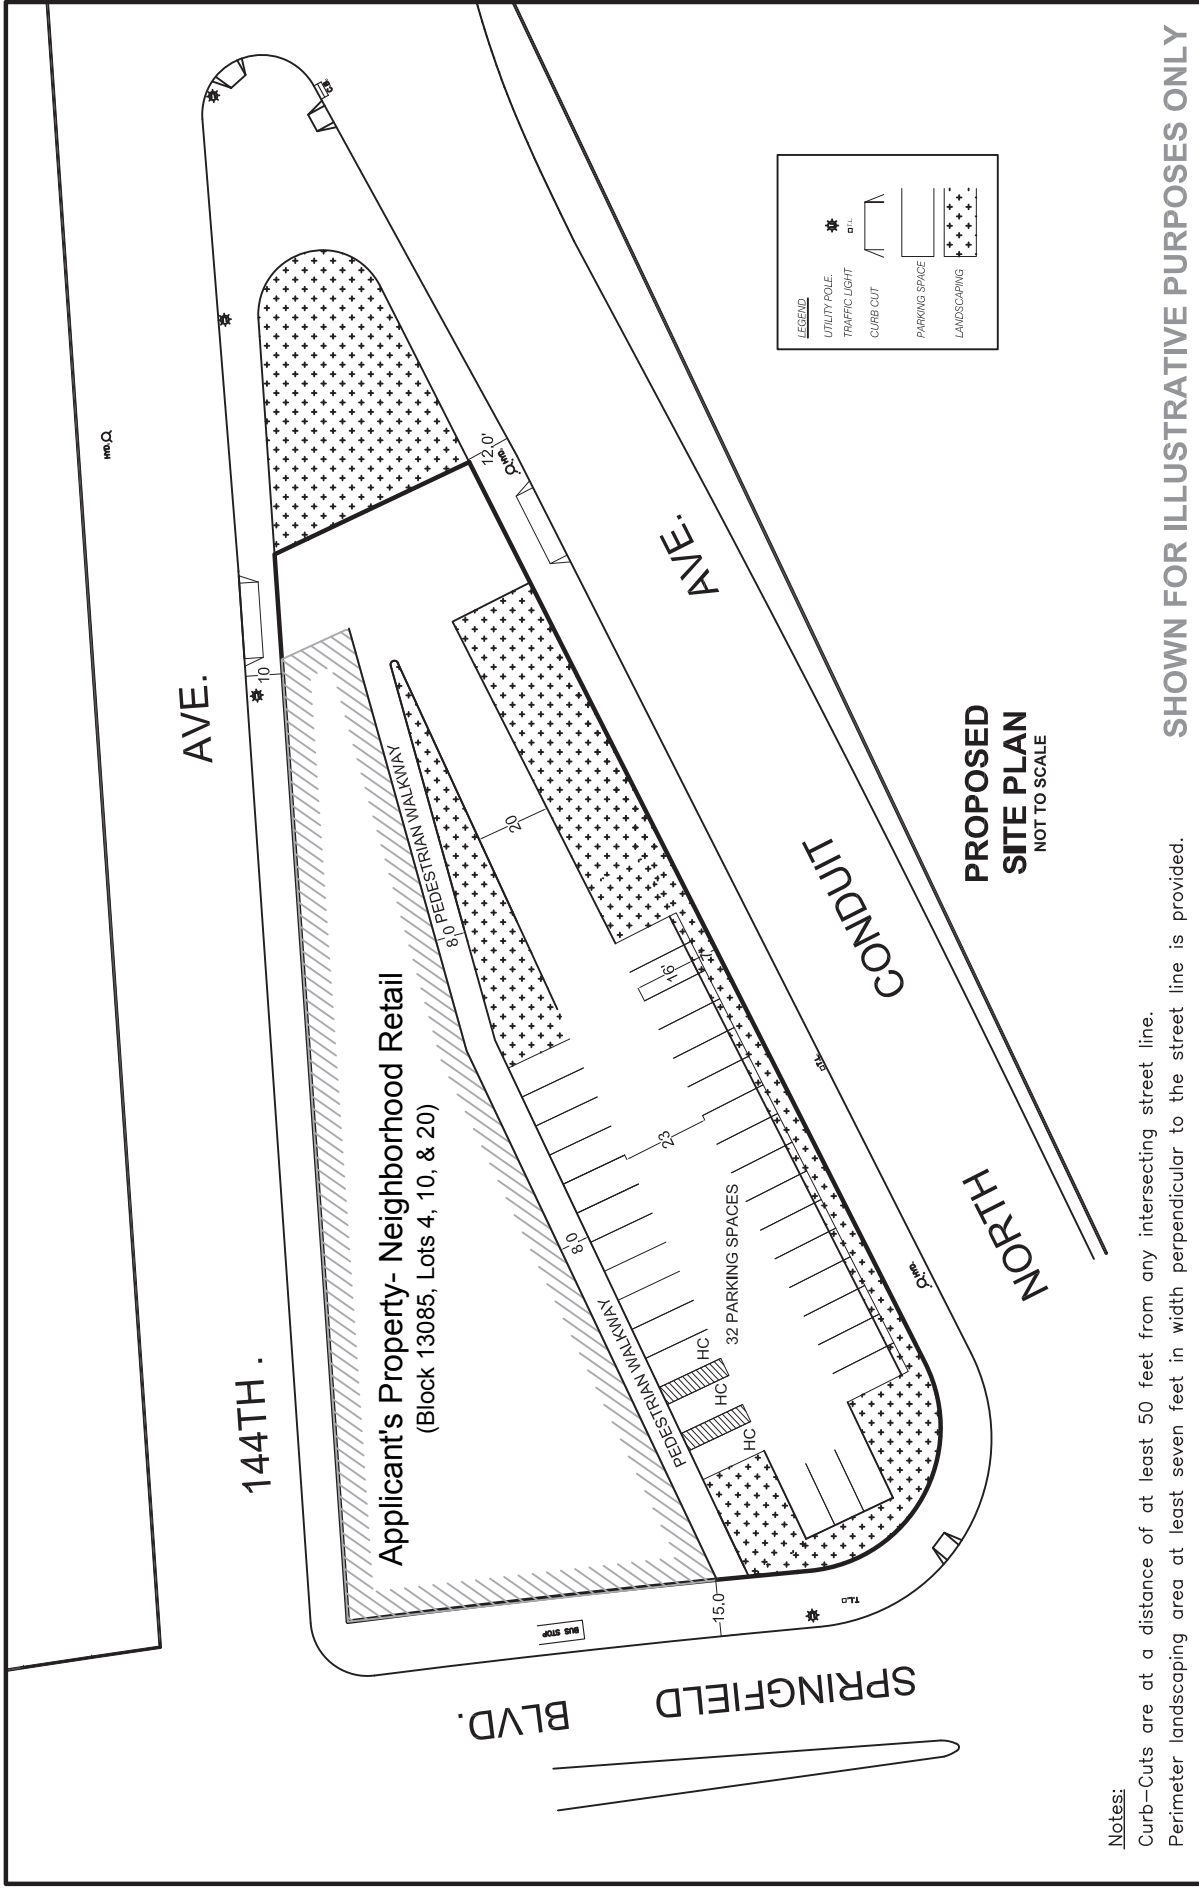 144TH .
AVE.
HYD.
10
C.B.
12.0'
HYD.
Applicant's Property- Neighborhood Retail
(Block 13085, Lots 4, 10, & 20)
PEDESTRIAN WALKWAY
8.0
20
16'
7'
23
8.0
PEDESTRIAN WALKWAY
32 PARKING SPACES
HC
HC
HC
15.0
BUS STOP
T.L.
T.L.
HYD.
SPRINGFIELD
BLVD.
NORTH
CONDUIT
AVE.
LEGEND
UTILITY POLE.
TRAFFIC LIGHT
T.L.
CURB CUT
PARKING SPACE
LANDSCAPING
PROPOSED
SITE PLAN
NOT TO SCALE
Notes:
Curb-Cuts are at a distance of at least 50 feet from any intersecting street line.
Perimeter landscaping area at least seven feet in width perpendicular to the street line is provided.
SHOWN FOR ILLUSTRATIVE PURPOSES ONLY